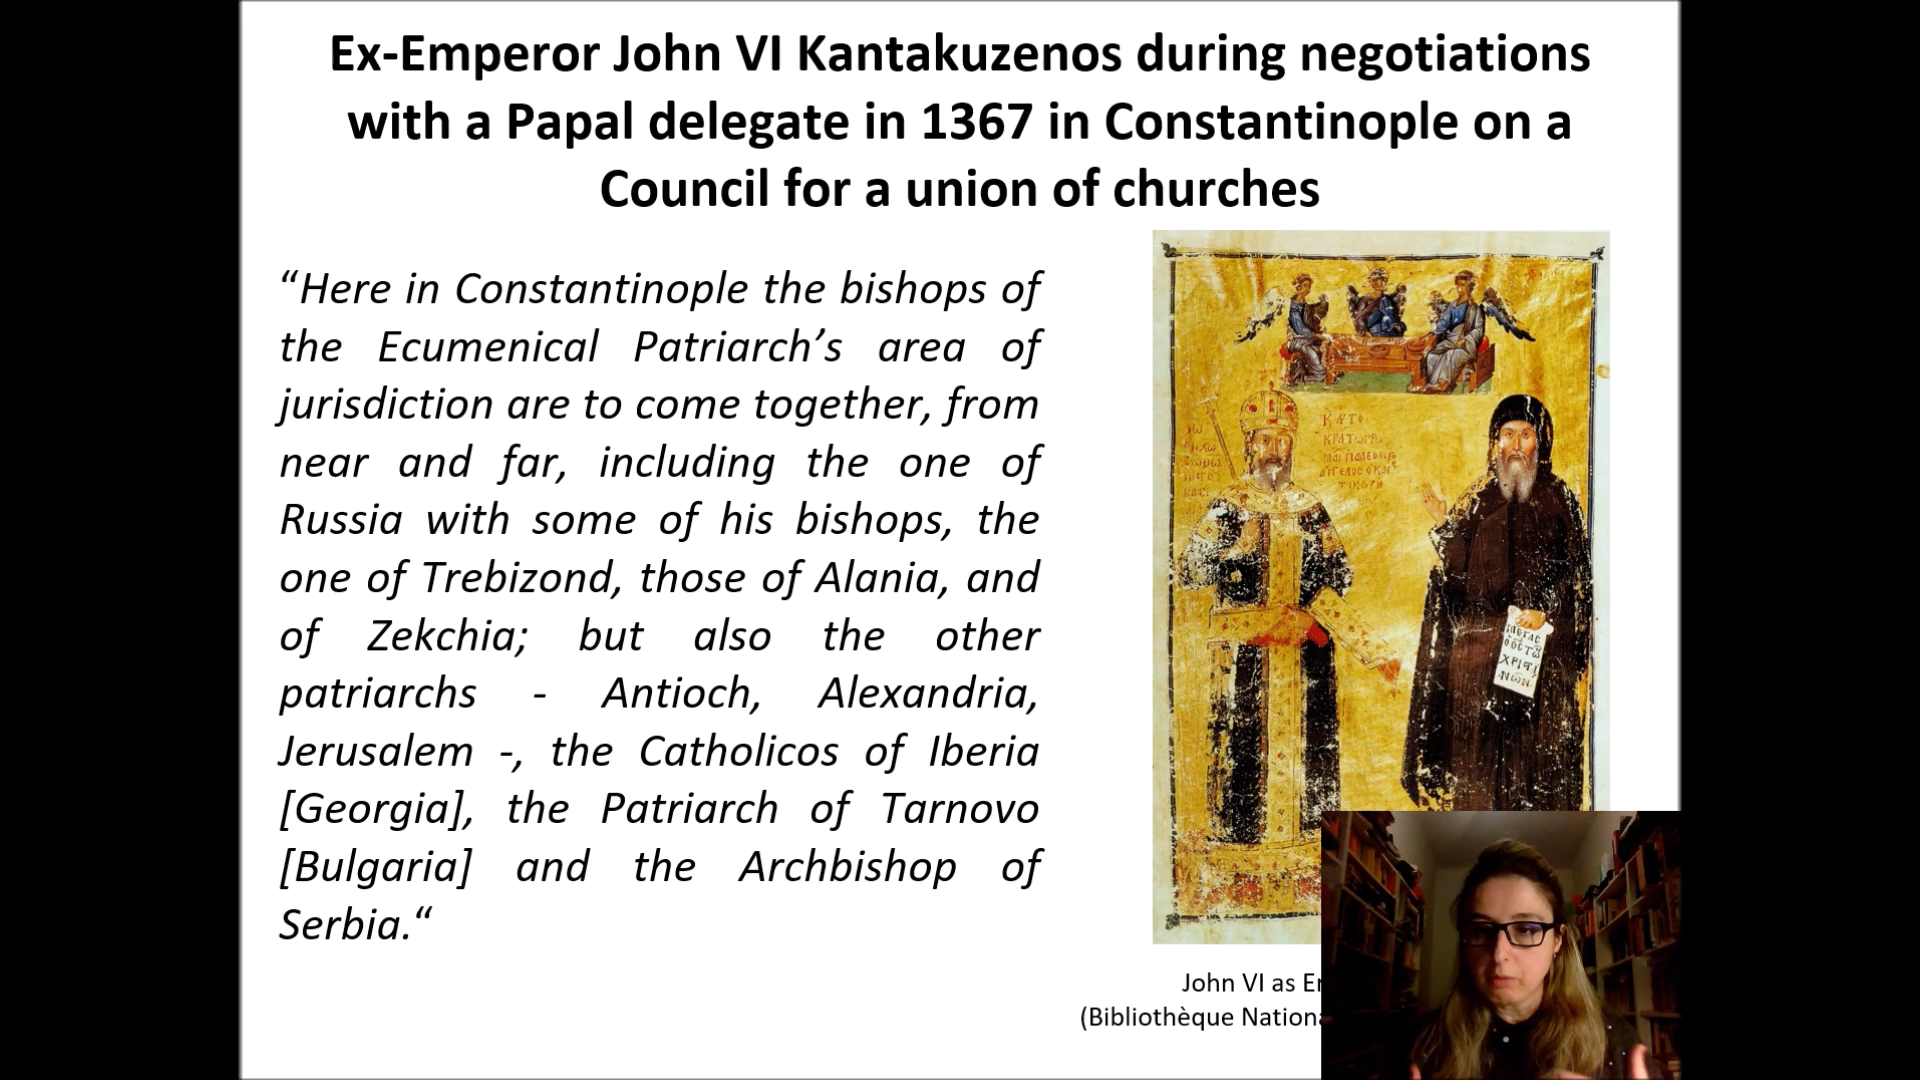 Ex-Emperor John VI Kantakuzenos during negotiations
with a Papal delegate in 1367 in Constantinople on a
Council for a union of churches
“Here in Constantinople the bishops of
the Ecumenical Patriarch’s area of
jurisdiction are to come together, from
near and far, including the one of
Russia with some of his bishops, the
one of Trebizond, those of Alania, and
of Zekchia; but also the other
patriarchs - Antioch, Alexandria,
Jerusalem -, the Catholicos of Iberia
[Georgia], the Patriarch of Tarnovo
[Bulgaria] and the Archbishop of
Serbia.“
John VI as
(Bibliothèque